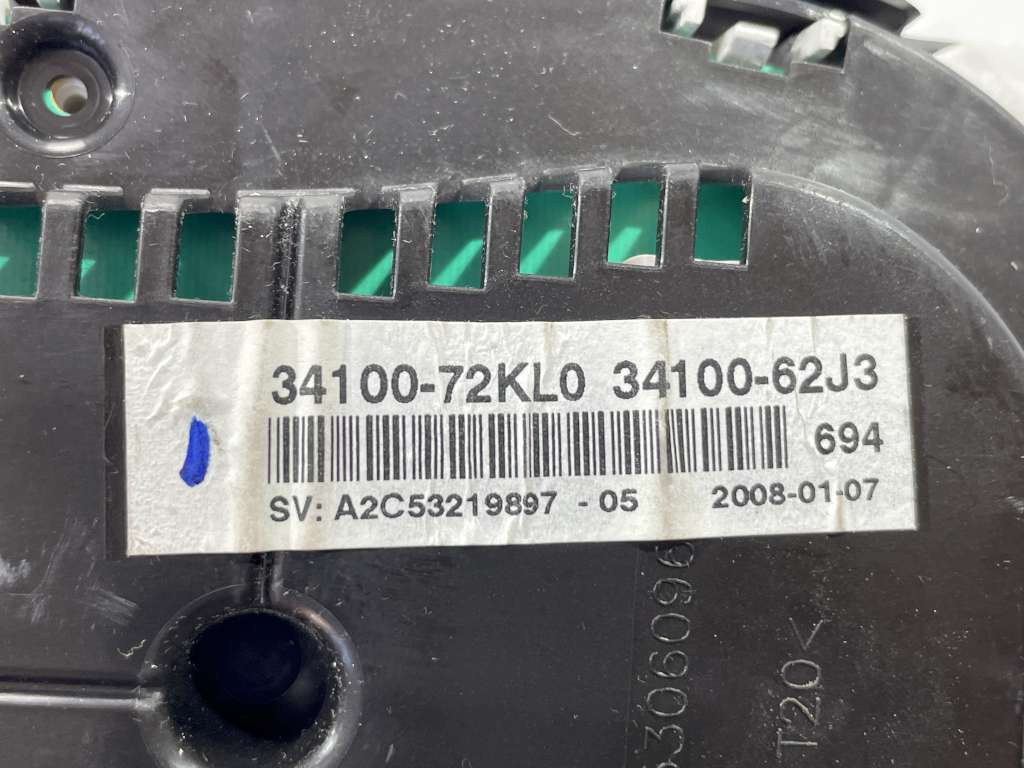 34100-72KL0 34100-62J3
694
SV: A2C53219897 - 05 2008-01-07
T20<